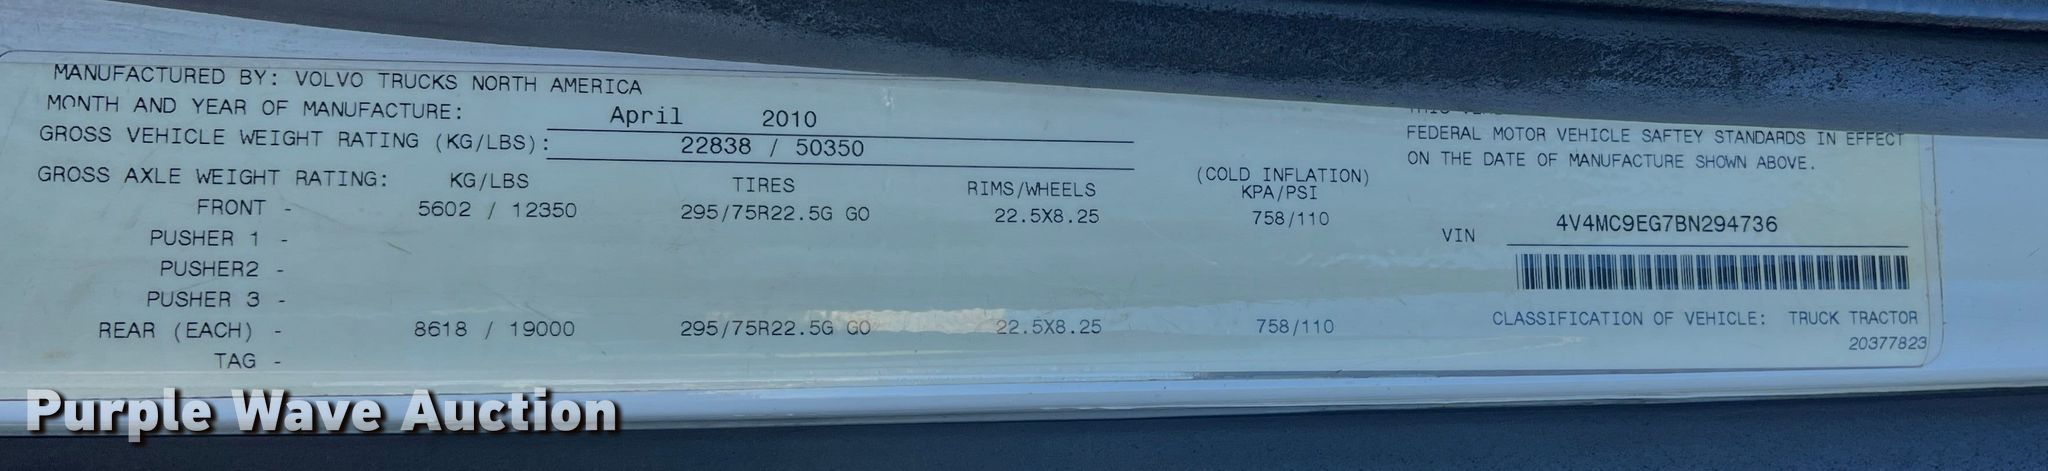 MANUFACTURED BY: VOLVO TRUCKS NORTH AMERICA
MONTH AND YEAR OF MANUFACTURE: April 2010
GROSS VEHICLE WEIGHT RATING (KG/LBS): 22838 / 50350
GROSS AXLE WEIGHT RATING: KG/LBS TIRES RIMS/WHEELS (COLD INFLATION) KPA/PSI
FRONT - 5602 / 12350 295/75R22.5G GO 22.5X8.25 758/110
PUSHER 1 -
PUSHER2 -
PUSHER 3 -
REAR (EACH) - 8618 / 19000 295/75R22.5G GO 22.5X8.25 758/110
TAG -
FEDERAL MOTOR VEHICLE SAFTEY STANDARDS IN EFFECT
ON THE DATE OF MANUFACTURE SHOWN ABOVE.
VIN 4V4MC9EG7BN294736
CLASSIFICATION OF VEHICLE: TRUCK TRACTOR
20377823
Purple Wave Auction